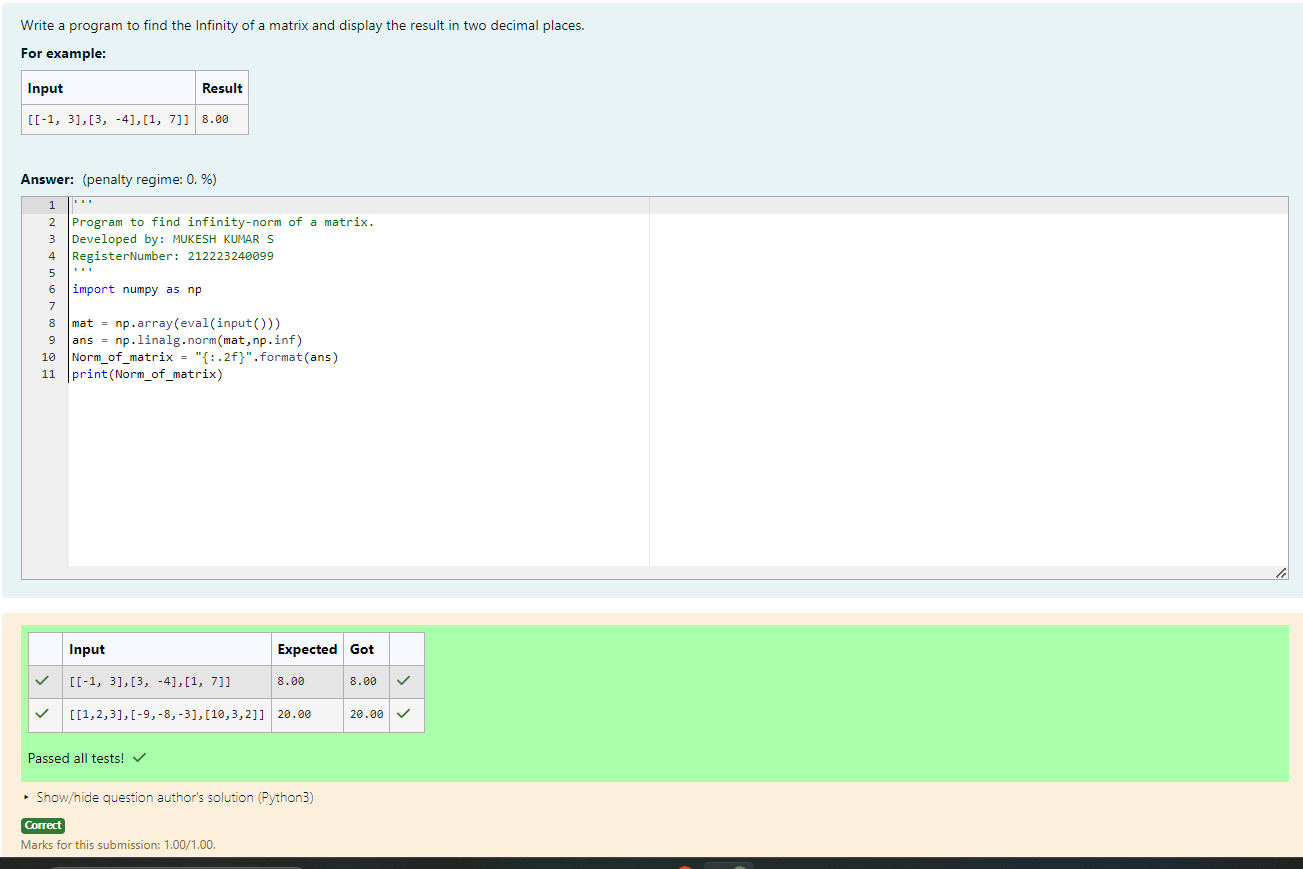 Write a program to find the Infinity of a matrix and display the result in two decimal places.
For example:
Input Result
[[-1, 3],[3, -4],[1, 7]] 8.00
Answer: (penalty regime: 0. %)
1 '''
2 Program to find infinity-norm of a matrix.
3 Developed by: MUKESH KUMAR S
4 RegisterNumber: 212223240099
5 '''
6 import numpy as np
7
8 mat = np.array(eval(input()))
9 ans = np.linalg.norm(mat,np.inf)
10 Norm_of_matrix = "{:.2f}".format(ans)
11 print(Norm_of_matrix)
Input Expected Got
[[-1, 3],[3, -4],[1, 7]] 8.00 8.00
[[1,2,3],[-9,-8,-3],[10,3,2]] 20.00 20.00
Passed all tests!
Show/hide question author's solution (Python3)
Correct
Marks for this submission: 1.00/1.00.